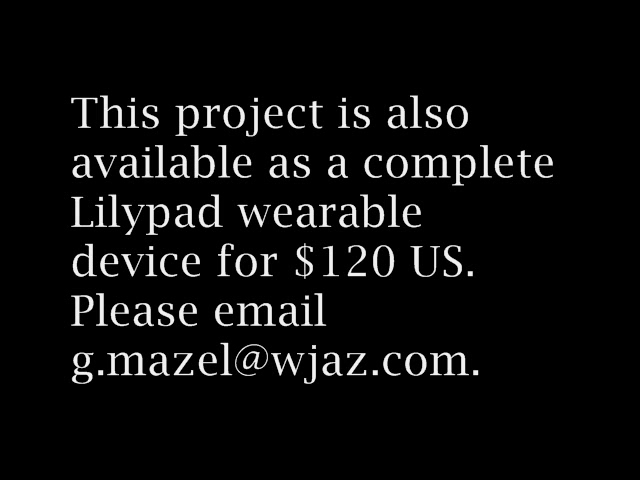 This project is also
available as a complete
Lilypad wearable
device for $120 US.
Please email
g.mazel@wjaz.com.